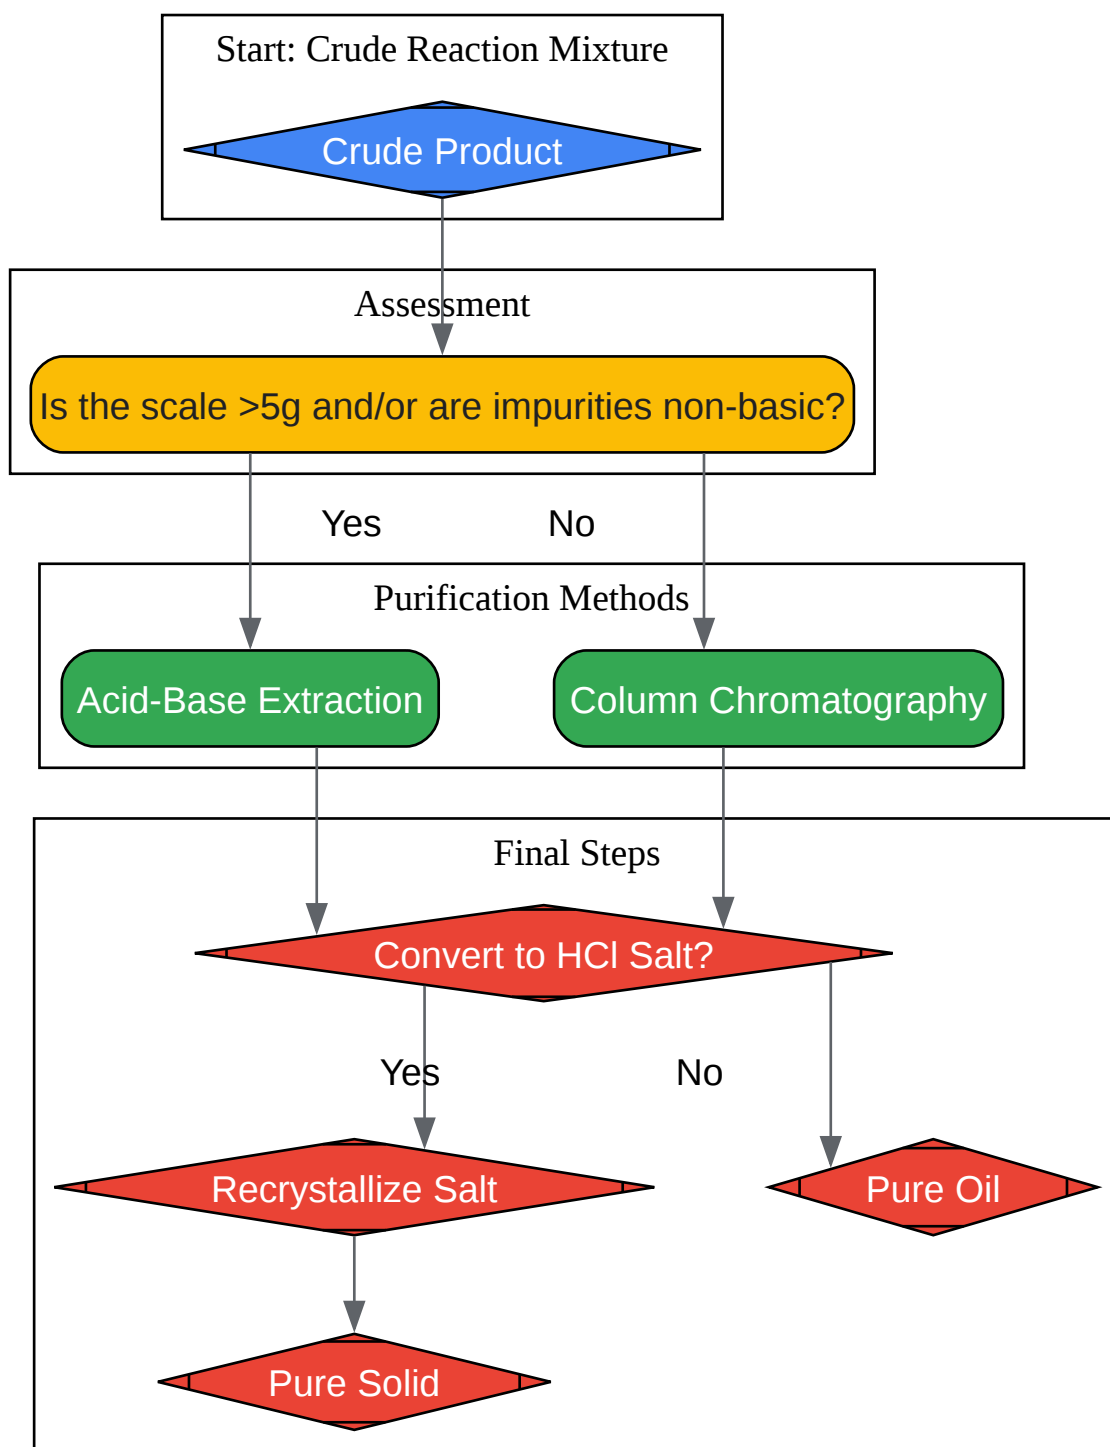 Start: Crude Reaction Mixture
Crude Product
Assessment
Is the scale >5g and/or are impurities non-basic?
Yes
No
Purification Methods
Acid-Base Extraction
Column Chromatography
Final Steps
Convert to HCl Salt?
Yes
No
Recrystallize Salt
Pure Oil
Pure Solid